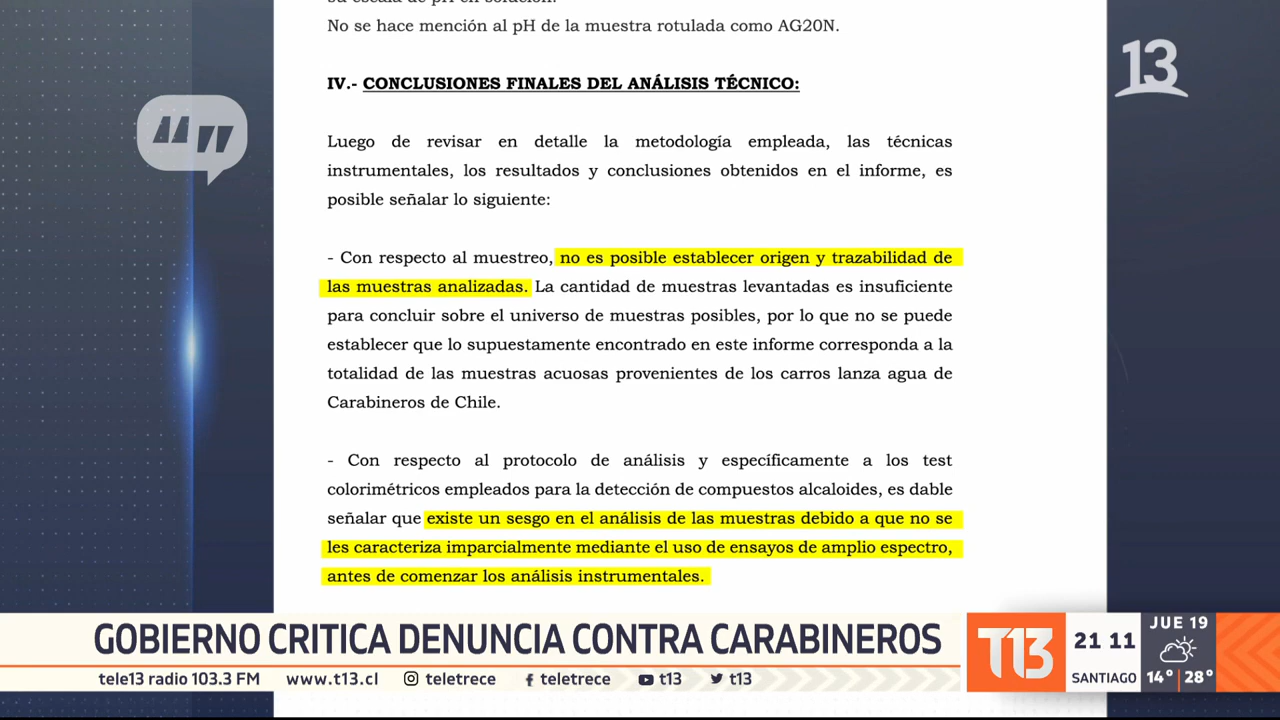 su escala de pH en solución.
No se hace mención al pH de la muestra rotulada como AG20N.
IV.- CONCLUSIONES FINALES DEL ANÁLISIS TÉCNICO:
Luego de revisar en detalle la metodología empleada, las técnicas
instrumentales, los resultados y conclusiones obtenidos en el informe, es
posible señalar lo siguiente:
- Con respecto al muestreo, no es posible establecer origen y trazabilidad de
las muestras analizadas. La cantidad de muestras levantadas es insuficiente
para concluir sobre el universo de muestras posibles, por lo que no se puede
establecer que lo supuestamente encontrado en este informe corresponda a la
totalidad de las muestras acuosas provenientes de los carros lanza agua de
Carabineros de Chile.
- Con respecto al protocolo de análisis y específicamente a los test
colorimétricos empleados para la detección de compuestos alcaloides, es dable
señalar que existe un sesgo en el análisis de las muestras debido a que no se
les caracteriza imparcialmente mediante el uso de ensayos de amplio espectro,
antes de comenzar los análisis instrumentales.
13
GOBIERNO CRITICA DENUNCIA CONTRA CARABINEROS
tele13 radio 103.3 FM www.t13.cl teletrece teletrece t13 t13
T13
21 11
SANTIAGO
JUE 19
14° 28°